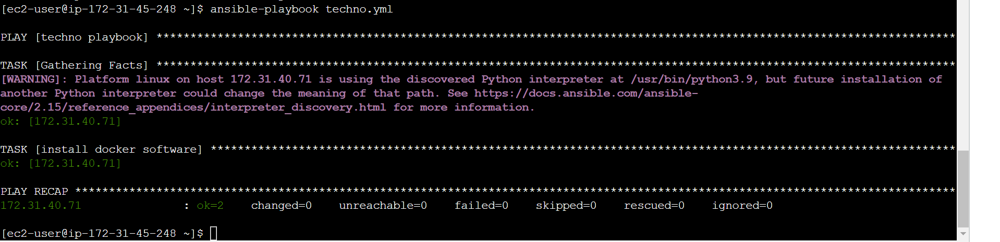 [ec2-user@ip-172-31-45-248 ~]$ ansible-playbook techno.yml
PLAY [techno playbook] **********************************************************************************************************************
TASK [Gathering Facts] **********************************************************************************************************************
[WARNING]: Platform linux on host 172.31.40.71 is using the discovered Python interpreter at /usr/bin/python3.9, but future installation of
another Python interpreter could change the meaning of that path. See https://docs.ansible.com/ansible-
core/2.15/reference_appendices/interpreter_discovery.html for more information.
ok: [172.31.40.71]
TASK [install docker software] **************************************************************************************************************
ok: [172.31.40.71]
PLAY RECAP **********************************************************************************************************************************
172.31.40.71               : ok=2    changed=0    unreachable=0    failed=0    skipped=0    rescued=0    ignored=0
[ec2-user@ip-172-31-45-248 ~]$